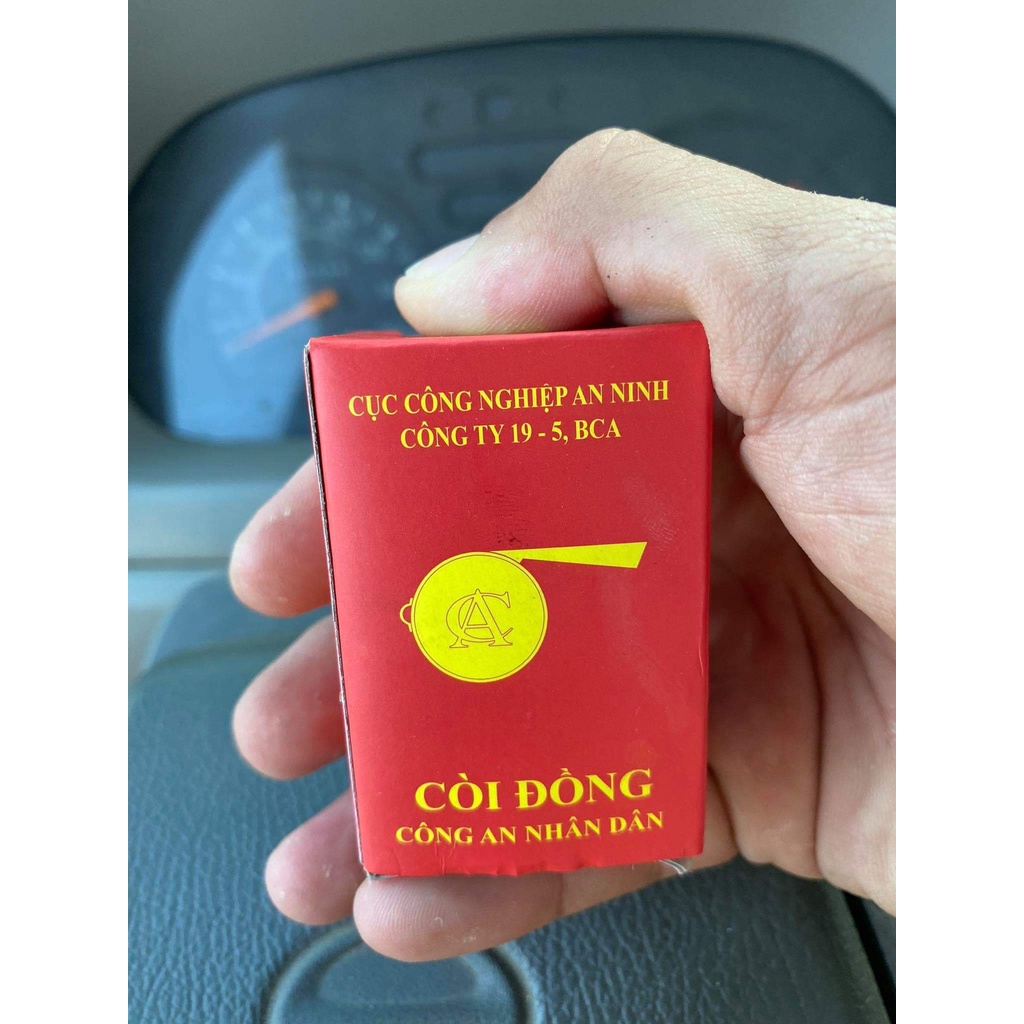 CỤC CÔNG NGHIỆP AN NINH
CÔNG TY 19 - 5, BCA
CA
CÒI ĐỒNG
CÔNG AN NHÂN DÂN